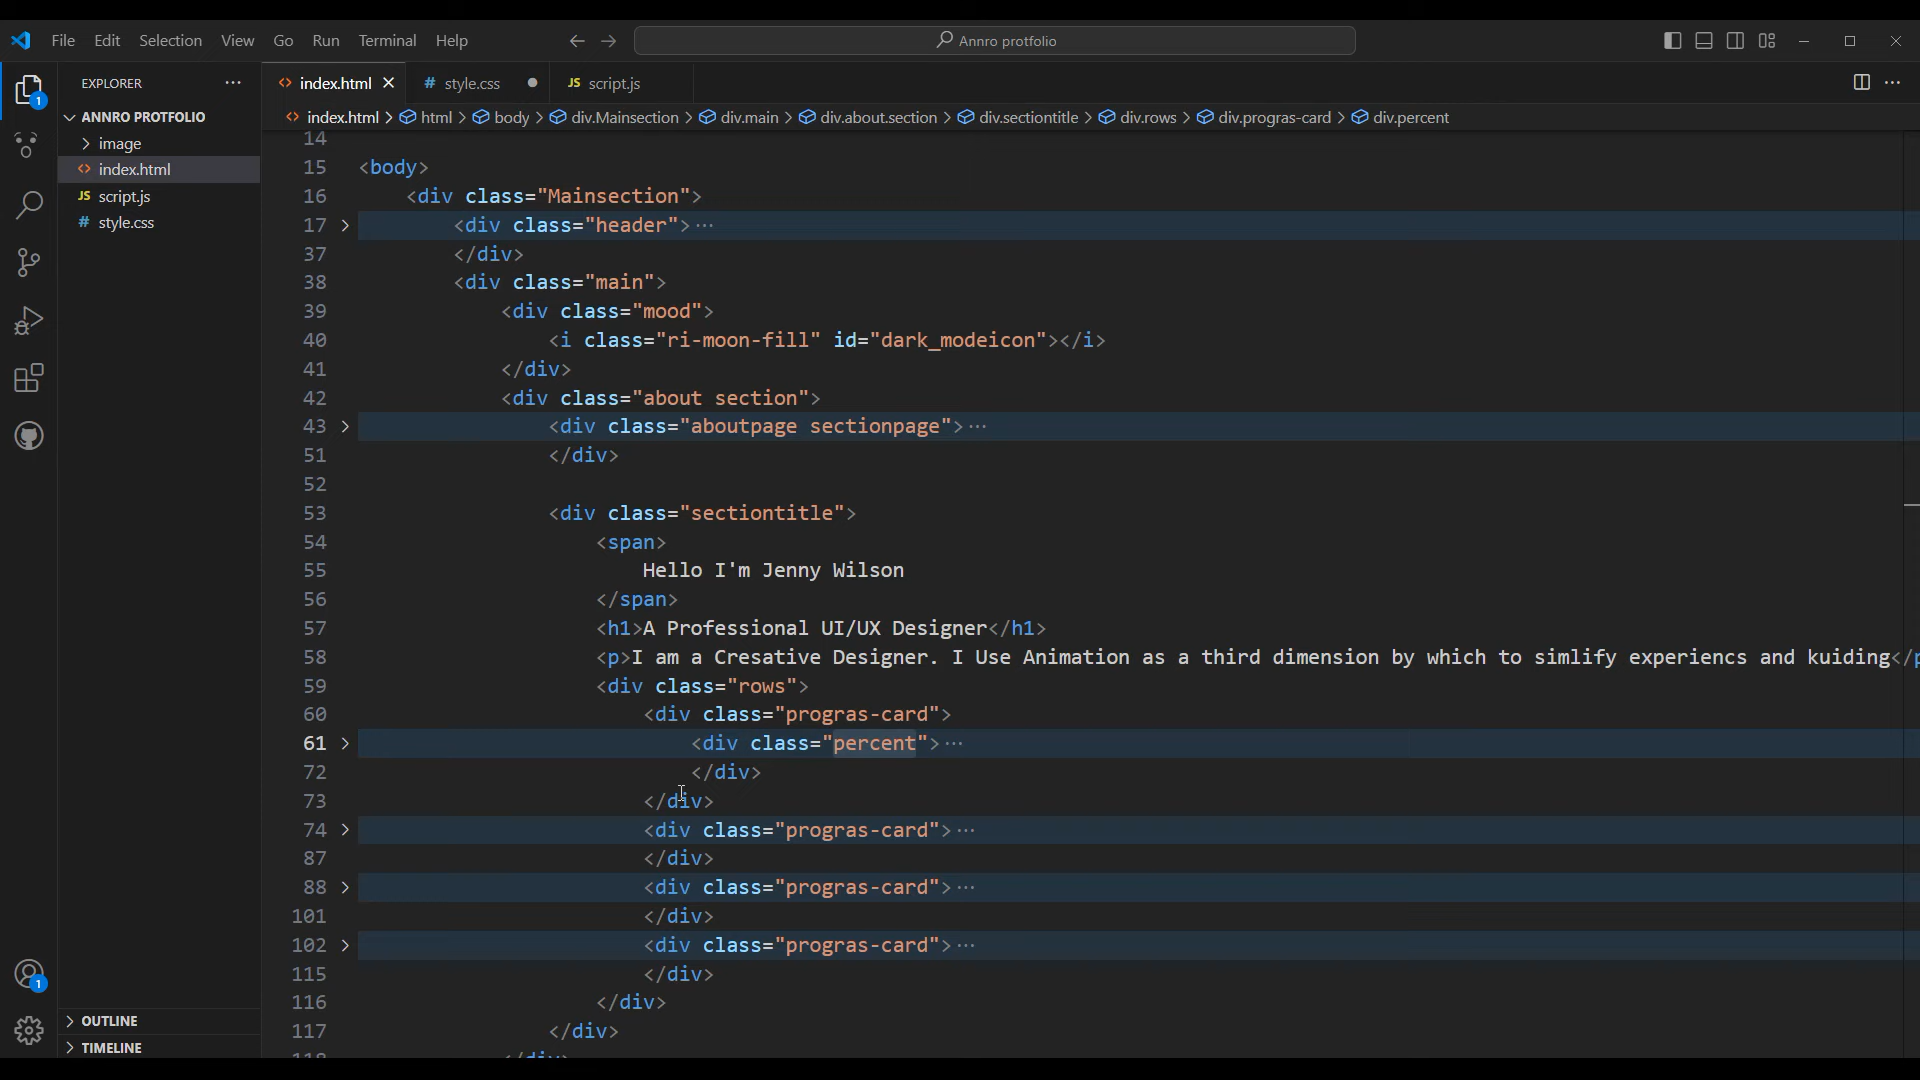 File Edit Selection View Go Run Terminal Help
Annro protfolio
EXPLORER
index.html
# style.css
JS script.js
ANNRO PROTFOLIO
image
index.html
JS script.js
# style.css
OUTLINE
TIMELINE
1
1
index.html > html > body > div.Mainsection > div.main > div.about.section > div.sectiontitle > div.rows > div.progras-card > div.percent
14
15 <body>
16 <div class="Mainsection">
17 <div class="header">···
37 </div>
38 <div class="main">
39 <div class="mood">
40 <i class="ri-moon-fill" id="dark_modeicon"></i>
41 </div>
42 <div class="about section">
43 <div class="aboutpage sectionpage">···
51 </div>
52
53 <div class="sectiontitle">
54 <span>
55 Hello I'm Jenny Wilson
56 </span>
57 <h1>A Professional UI/UX Designer</h1>
58 <p>I am a Cresative Designer. I Use Animation as a third dimension by which to simlify experiencs and kuiding</p
59 <div class="rows">
60 <div class="progras-card">
61 <div class="percent">···
72 </div>
73 </div>
74 <div class="progras-card">···
87 </div>
88 <div class="progras-card">···
101 </div>
102 <div class="progras-card">···
115 </div>
116 </div>
117 </div>
118 </div>